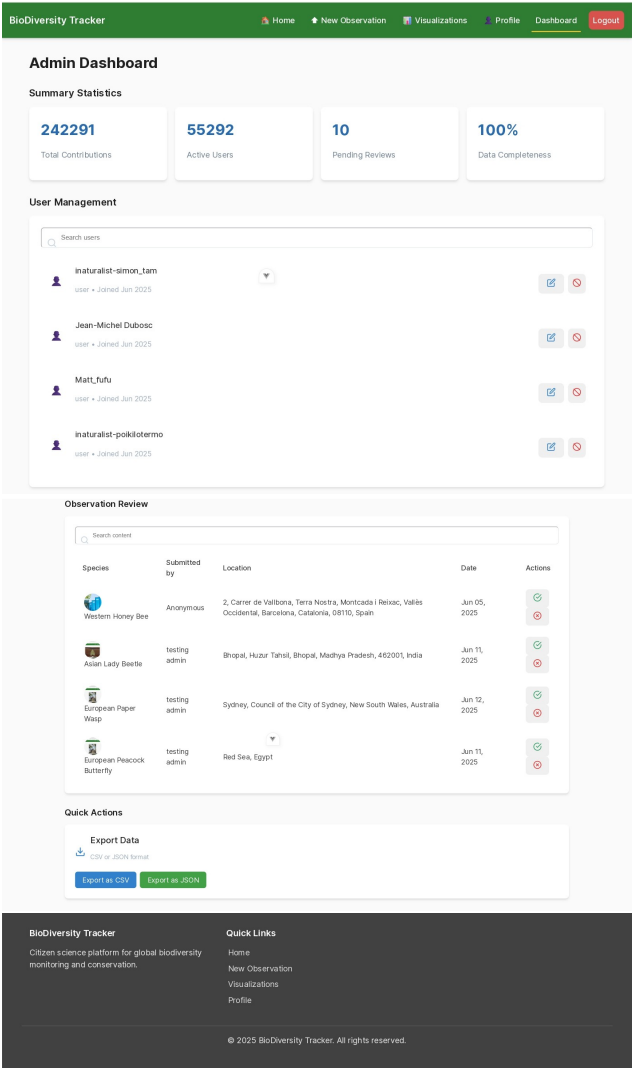 BioDiversity Tracker
Home
New Observation
Visualizations
Profile
Dashboard
Logout
Admin Dashboard
Summary Statistics
242291
Total Contributions
55292
Active Users
10
Pending Reviews
100%
Data Completeness
User Management
Search users
inaturalist-simon_tam
user • Joined Jun 2025
Jean-Michel Dubosc
user • Joined Jun 2025
Matt_fufu
user • Joined Jun 2025
inaturalist-poikilotermo
user • Joined Jun 2025
Observation Review
Search content
Species
Submitted
by
Location
Date
Actions
Western Honey Bee
Anonymous
2, Carrer de Vallbona, Terra Nostra, Montcada i Reixac, Vallès
Occidental, Barcelona, Catalonia, 08110, Spain
Jun 05,
2025
Asian Lady Beetle
testing
admin
Bhopal, Huzur Tahsil, Bhopal, Madhya Pradesh, 462001, India
Jun 11,
2025
European Paper
Wasp
testing
admin
Sydney, Council of the City of Sydney, New South Wales, Australia
Jun 12,
2025
European Peacock
Butterfly
testing
admin
Red Sea, Egypt
Jun 11,
2025
Quick Actions
Export Data
CSV or JSON format
Export as CSV
Export as JSON
BioDiversity Tracker
Citizen science platform for global biodiversity
monitoring and conservation.
Quick Links
Home
New Observation
Visualizations
Profile
© 2025 BioDiversity Tracker. All rights reserved.